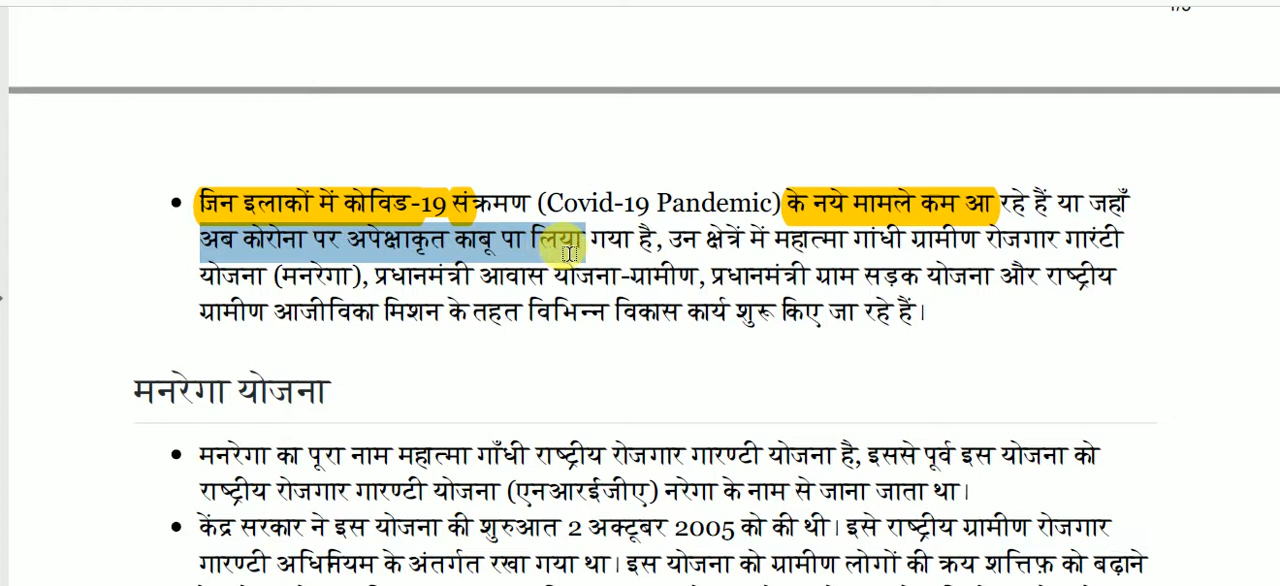 जिन इलाकों में कोविड-19 संक्रमण (Covid-19 Pandemic) के नये मामले कम आ रहे हैं या जहाँ
अब कोरोना पर अपेक्षाकृत काबू पा लिया गया है, उन क्षेत्रें में महात्मा गांधी ग्रामीण रोजगार गारंटी
योजना (मनरेगा), प्रधानमंत्री आवास योजना-ग्रामीण, प्रधानमंत्री ग्राम सड़क योजना और राष्ट्रीय
ग्रामीण आजीविका मिशन के तहत विभिन्न विकास कार्य शुरू किए जा रहे हैं।
मनरेगा योजना
मनरेगा का पूरा नाम महात्मा गाँधी राष्ट्रीय रोजगार गारण्टी योजना है, इससे पूर्व इस योजना को
राष्ट्रीय रोजगार गारण्टी योजना (एनआरईजीए) नरेगा के नाम से जाना जाता था।
केंद्र सरकार ने इस योजना की शुरुआत 2 अक्टूबर 2005 को की थी। इसे राष्ट्रीय ग्रामीण रोजगार
गारण्टी अधिनियम के अंतर्गत रखा गया था। इस योजना को ग्रामीण लोगों की क्रय शत्तिफ़ को बढ़ाने